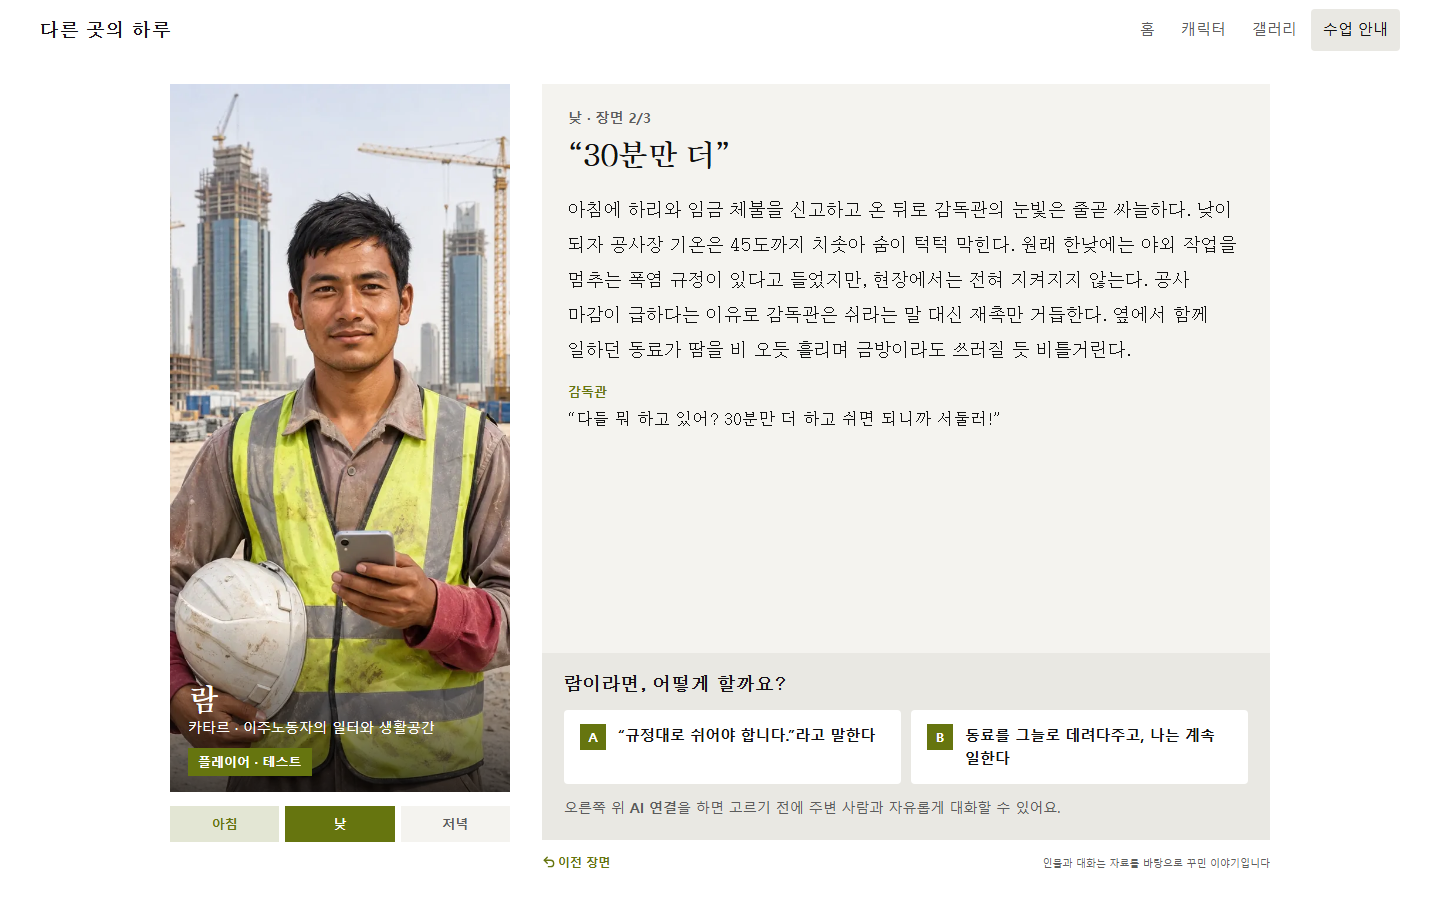 다른 곳의 하루
홈 캐릭터 갤러리 수업 안내
람
카타르 · 이주노동자의 일터와 생활공간
플레이어 · 테스트
아침 낮 저녁
낮 · 장면 2/3
“30분만 더”
아침에 하리와 임금 체불을 신고하고 온 뒤로 감독관의 눈빛은 줄곧 싸늘하다. 낮이
되자 공사장 기온은 45도까지 치솟아 숨이 턱턱 막힌다. 원래 한낮에는 야외 작업을
멈추는 폭염 규정이 있다고 들었지만, 현장에서는 전혀 지켜지지 않는다. 공사
마감이 급하다는 이유로 감독관은 쉬라는 말 대신 재촉만 거듭한다. 옆에서 함께
일하던 동료가 땀을 비 오듯 흘리며 금방이라도 쓰러질 듯 비틀거린다.
감독관
“다들 뭐 하고 있어? 30분만 더 하고 쉬면 되니까 서둘러!”
람이라면, 어떻게 할까요?
A “규정대로 쉬어야 합니다.”라고 말한다
B 동료를 그늘로 데려다주고, 나는 계속
일한다
오른쪽 위 AI 연결을 하면 고르기 전에 주변 사람과 자유롭게 대화할 수 있어요.
이전 장면
인물과 대화는 자료를 바탕으로 꾸민 이야기입니다